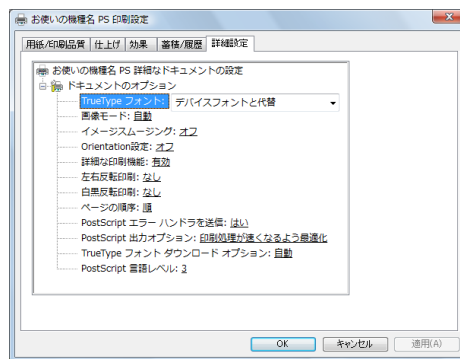 お使いの機種名 PS 印刷設定
用紙/印刷品質 仕上げ 効果 蓄積/履歴 詳細設定
お使いの機種名 PS 詳細なドキュメントの設定
ドキュメントのオプション
TrueType フォント: デバイスフォントと代替
画像モード: 自動
イメージスムージング: オフ
Orientation設定: オフ
詳細な印刷機能: 有効
左右反転印刷: なし
白黒反転印刷: なし
ページの順序: 順
PostScript エラー ハンドラを送信: はい
PostScript 出力オプション: 印刷処理が速くなるよう最適化
TrueType フォント ダウンロード オプション: 自動
PostScript 言語レベル: 3
OK キャンセル 適用(A)